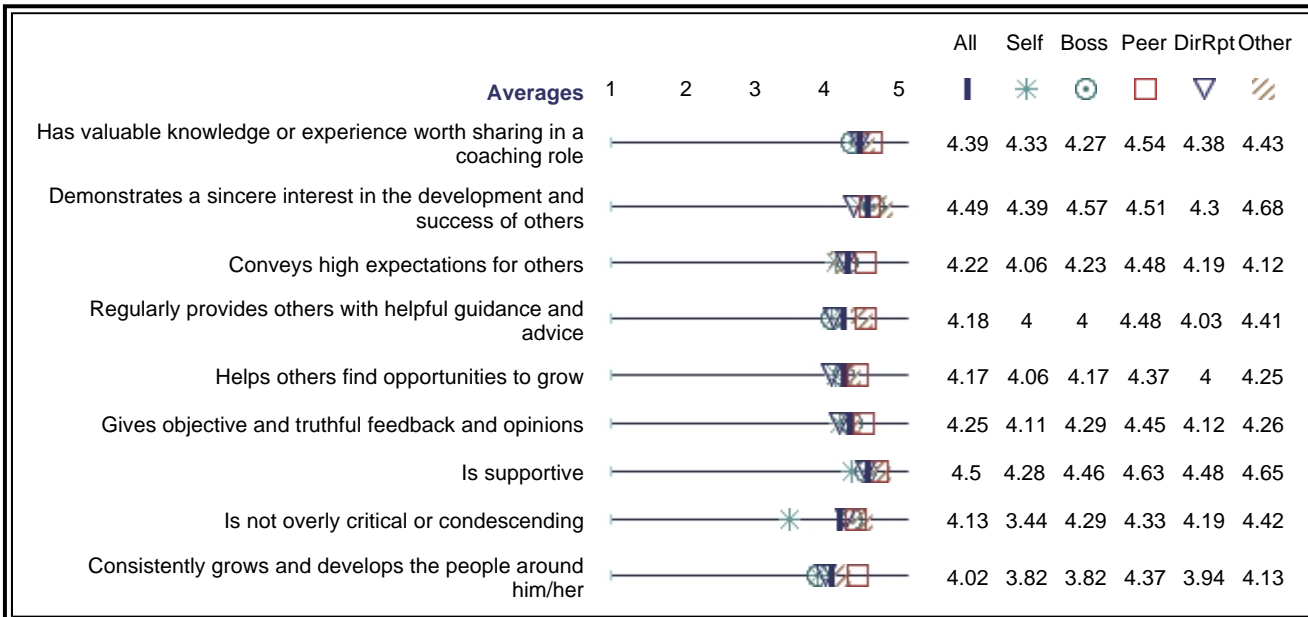 All Self Boss Peer DirRpt Other
Averages 1 2 3 4 5
Has valuable knowledge or experience worth sharing in a
coaching role
4.39 4.33 4.27 4.54 4.38 4.43
Demonstrates a sincere interest in the development and
success of others
4.49 4.39 4.57 4.51 4.3 4.68
Conveys high expectations for others 4.22 4.06 4.23 4.48 4.19 4.12
Regularly provides others with helpful guidance and
advice
4.18 4 4 4.48 4.03 4.41
Helps others find opportunities to grow 4.17 4.06 4.17 4.37 4 4.25
Gives objective and truthful feedback and opinions 4.25 4.11 4.29 4.45 4.12 4.26
Is supportive 4.5 4.28 4.46 4.63 4.48 4.65
Is not overly critical or condescending 4.13 3.44 4.29 4.33 4.19 4.42
Consistently grows and develops the people around
him/her
4.02 3.82 3.82 4.37 3.94 4.13